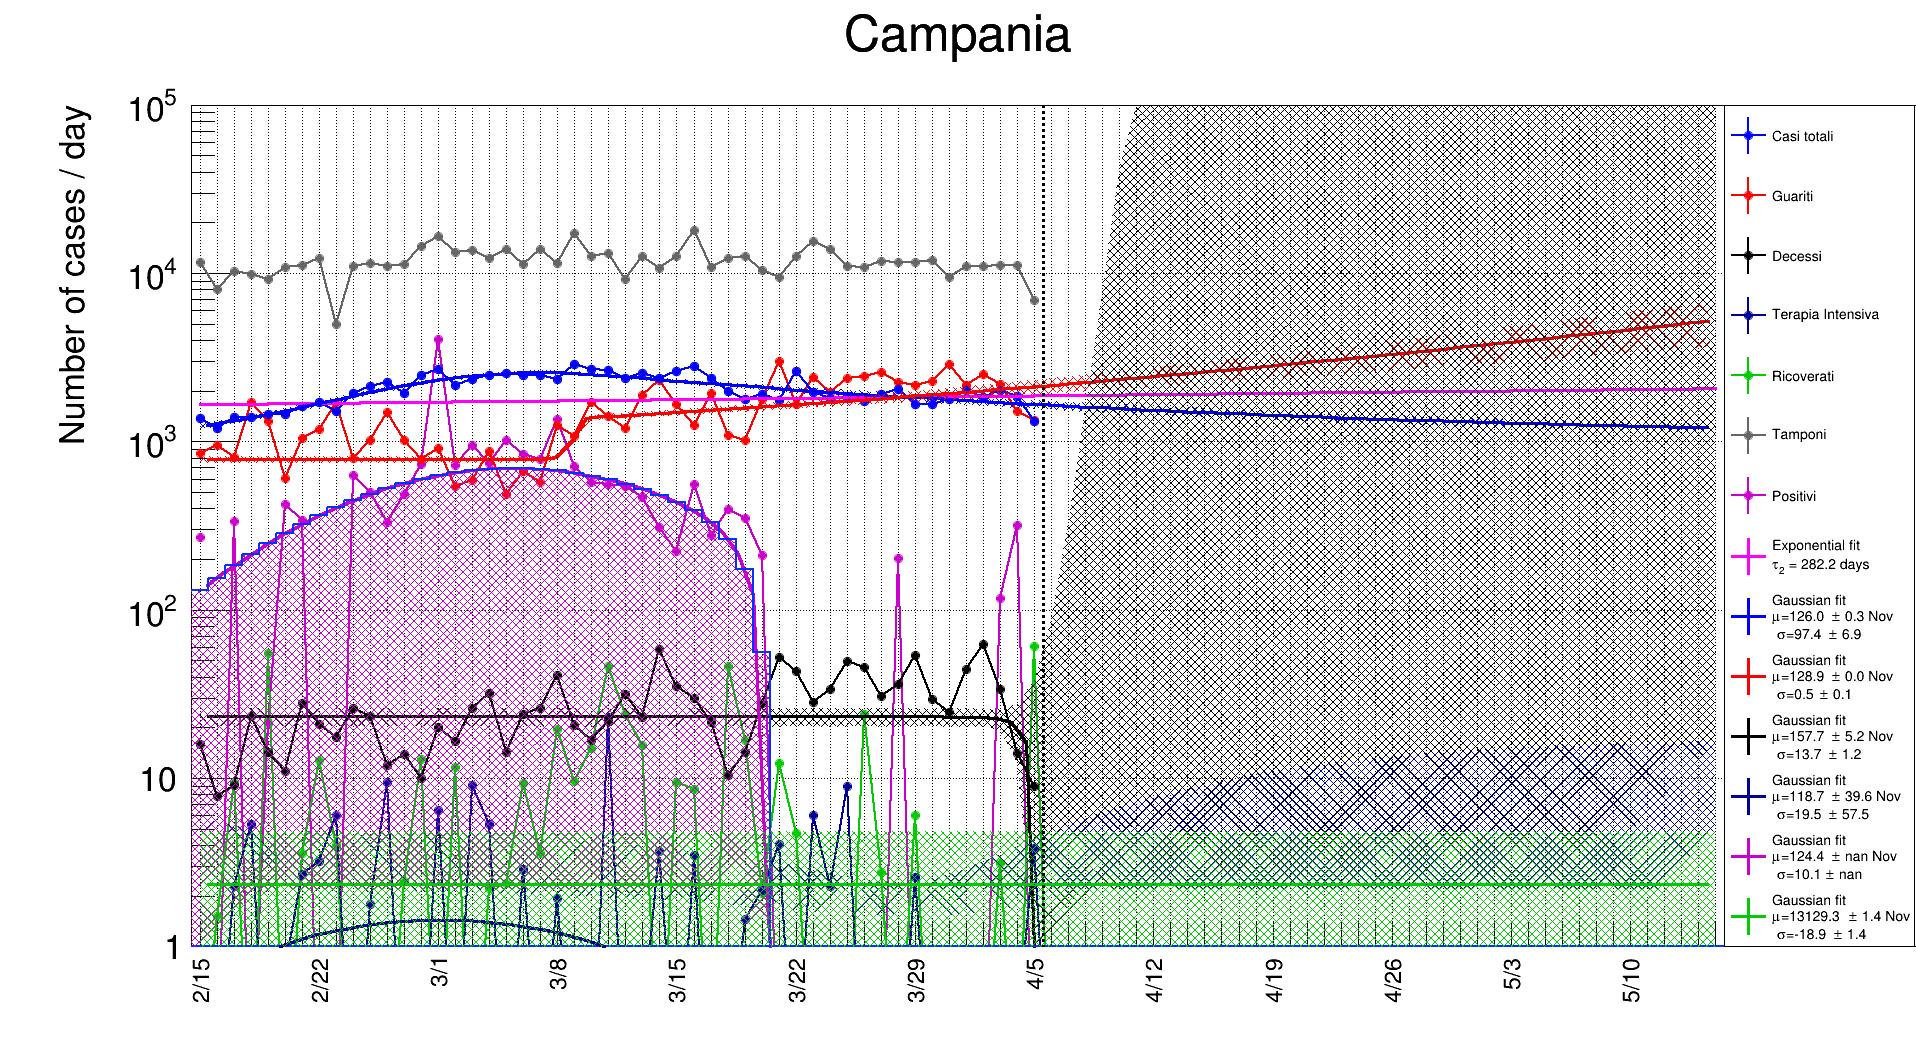 Campania
Number of cases / day
10^5
10^4
10^3
10^2
10
1
2/15
2/22
3/1
3/8
3/15
3/22
3/29
4/5
4/12
4/19
4/26
5/3
5/10
Casi totali
Guariti
Decessi
Terapia Intensiva
Ricoverati
Tamponi
Positivi
Exponential fit
τ₂ = 282.2 days
Gaussian fit
μ=126.0 ± 0.3 Nov
σ=97.4 ± 6.9
Gaussian fit
μ=128.9 ± 0.0 Nov
σ=0.5 ± 0.1
Gaussian fit
μ=157.7 ± 5.2 Nov
σ=13.7 ± 1.2
Gaussian fit
μ=118.7 ± 39.6 Nov
σ=19.5 ± 57.5
Gaussian fit
μ=124.4 ± nan Nov
σ=10.1 ± nan
Gaussian fit
μ=13129.3 ± 1.4 Nov
σ=-18.9 ± 1.4